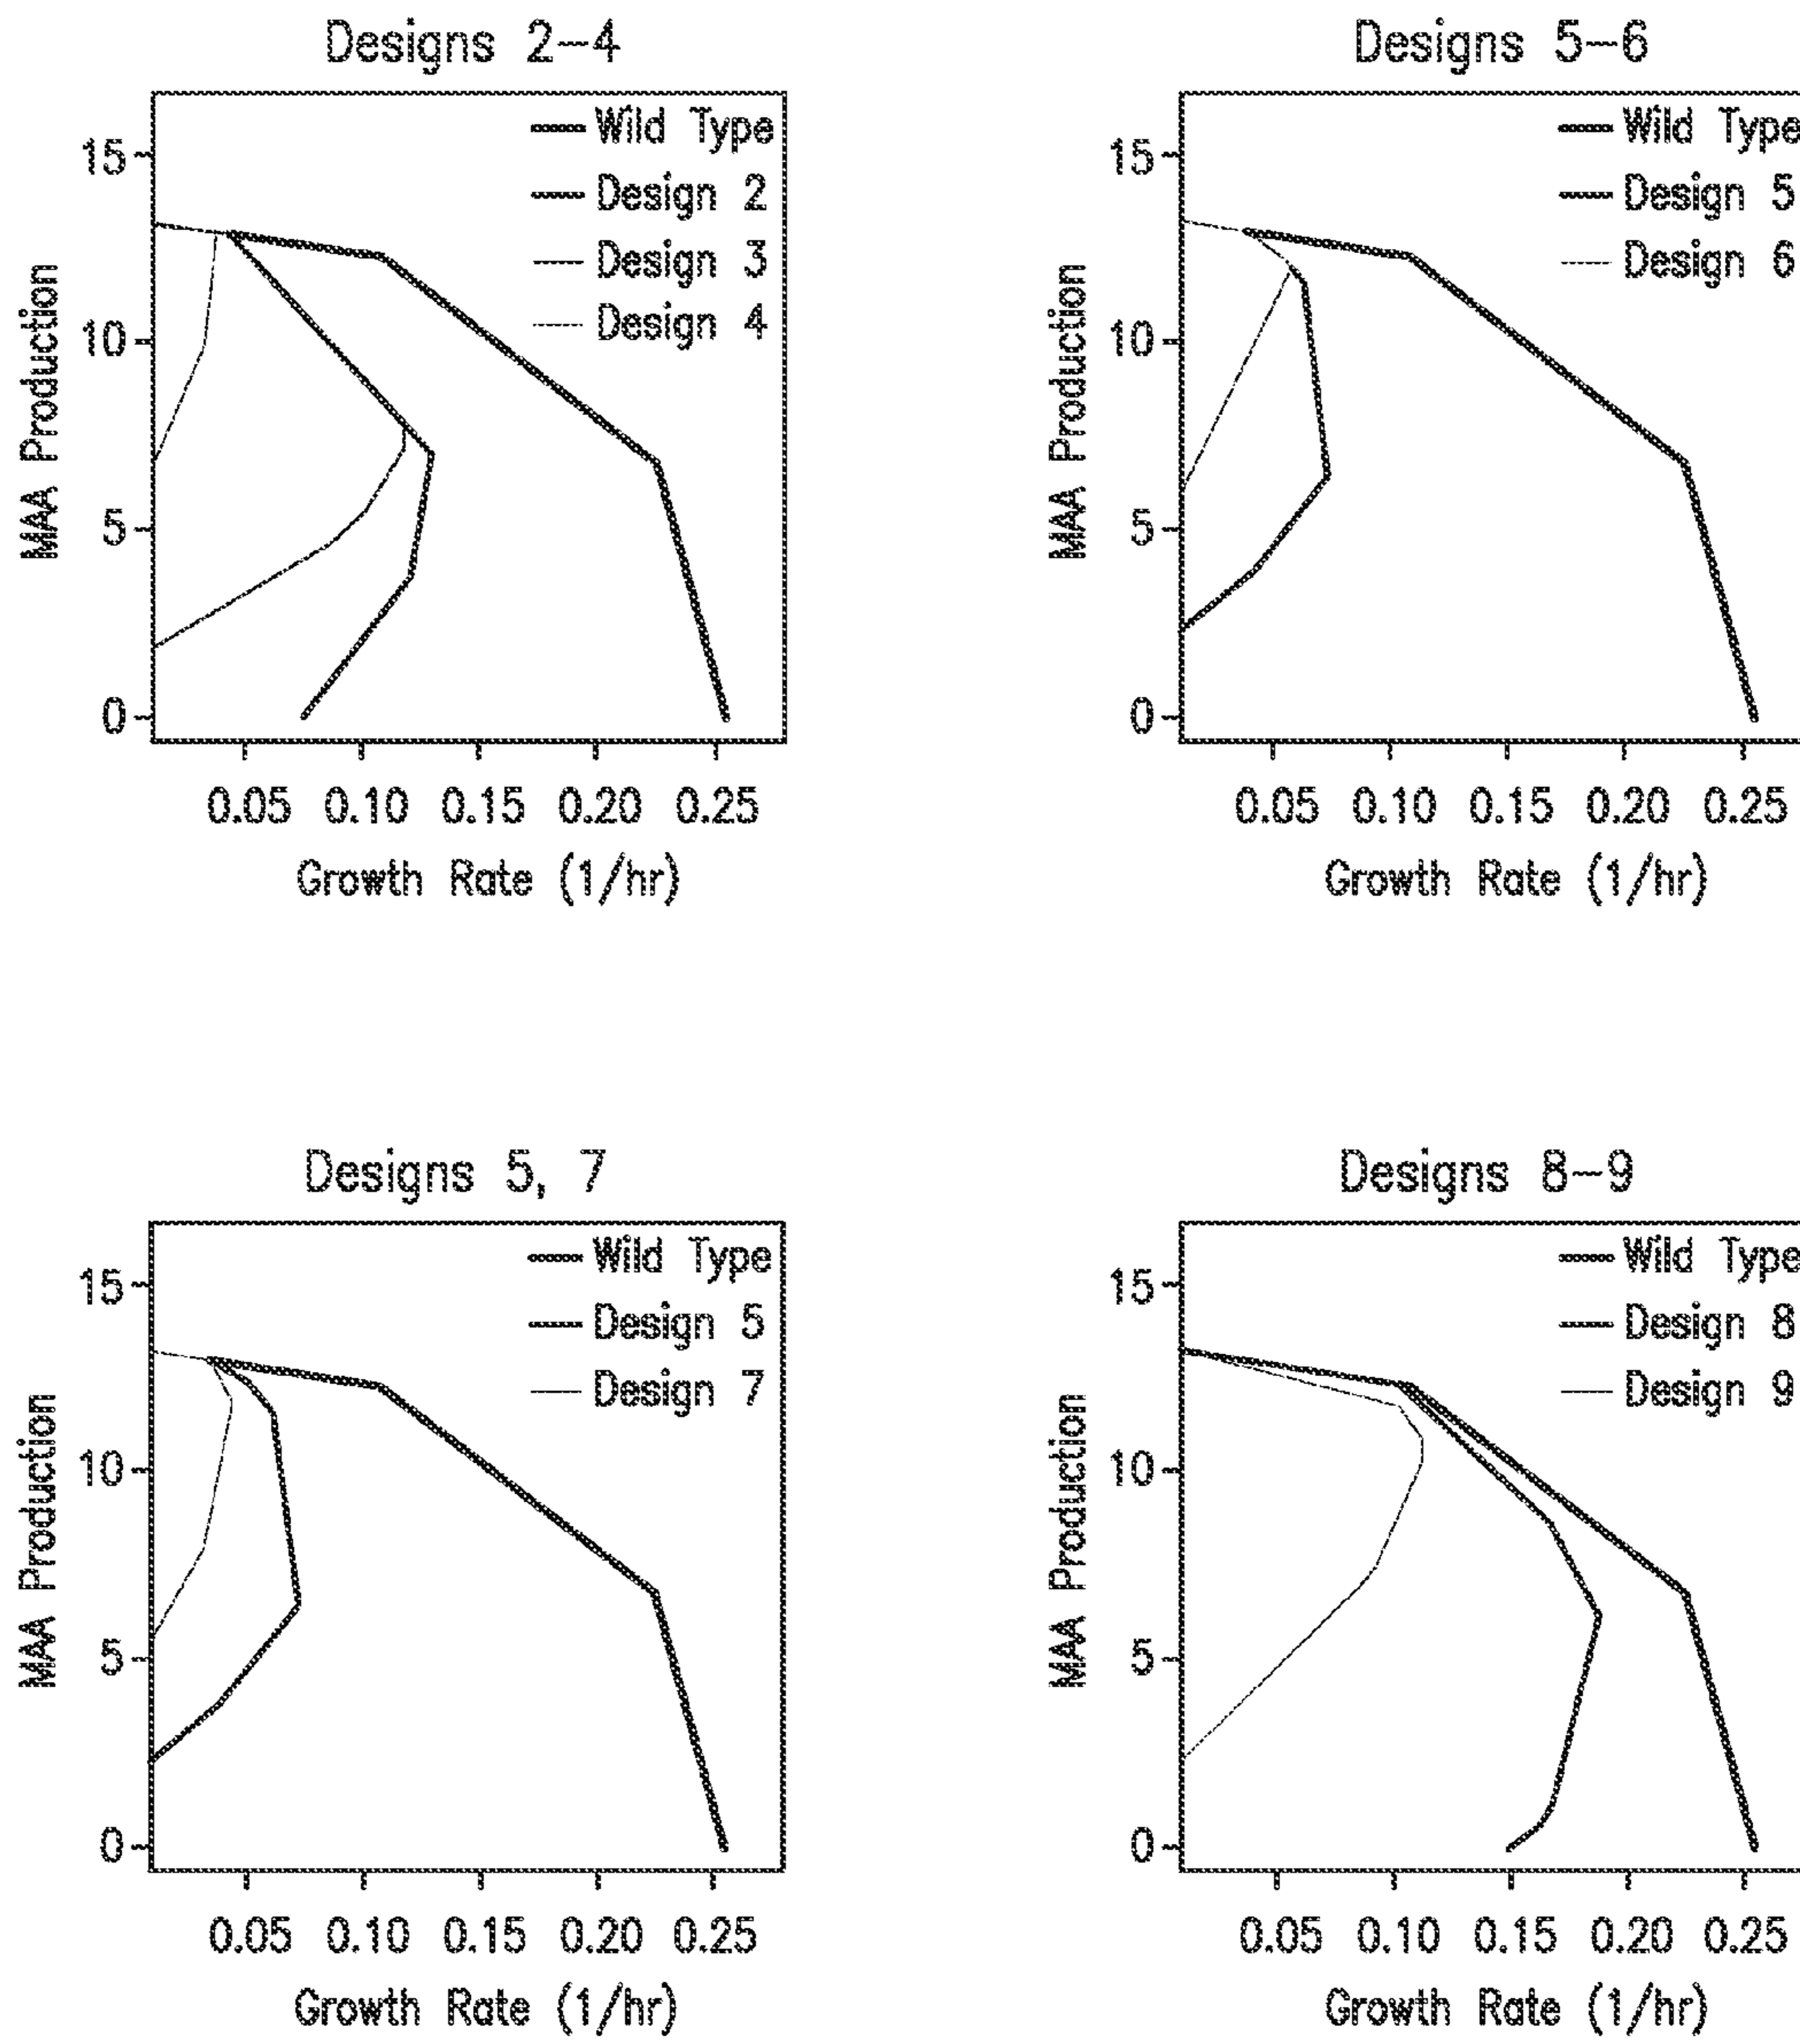 Designs 2-4
Wild Type
Design 2
Design 3
Design 4
15
10
5
0
MAA Production
0.05 0.10 0.15 0.20 0.25
Growth Rate (1/hr)
Designs 5-6
Wild Type
Design 5
Design 6
15
10
5
0
MAA Production
0.05 0.10 0.15 0.20 0.25
Growth Rate (1/hr)
Designs 5, 7
Wild Type
Design 5
Design 7
15
10
5
0
MAA Production
0.05 0.10 0.15 0.20 0.25
Growth Rate (1/hr)
Designs 8-9
Wild Type
Design 8
Design 9
15
10
5
0
MAA Production
0.05 0.10 0.15 0.20 0.25
Growth Rate (1/hr)